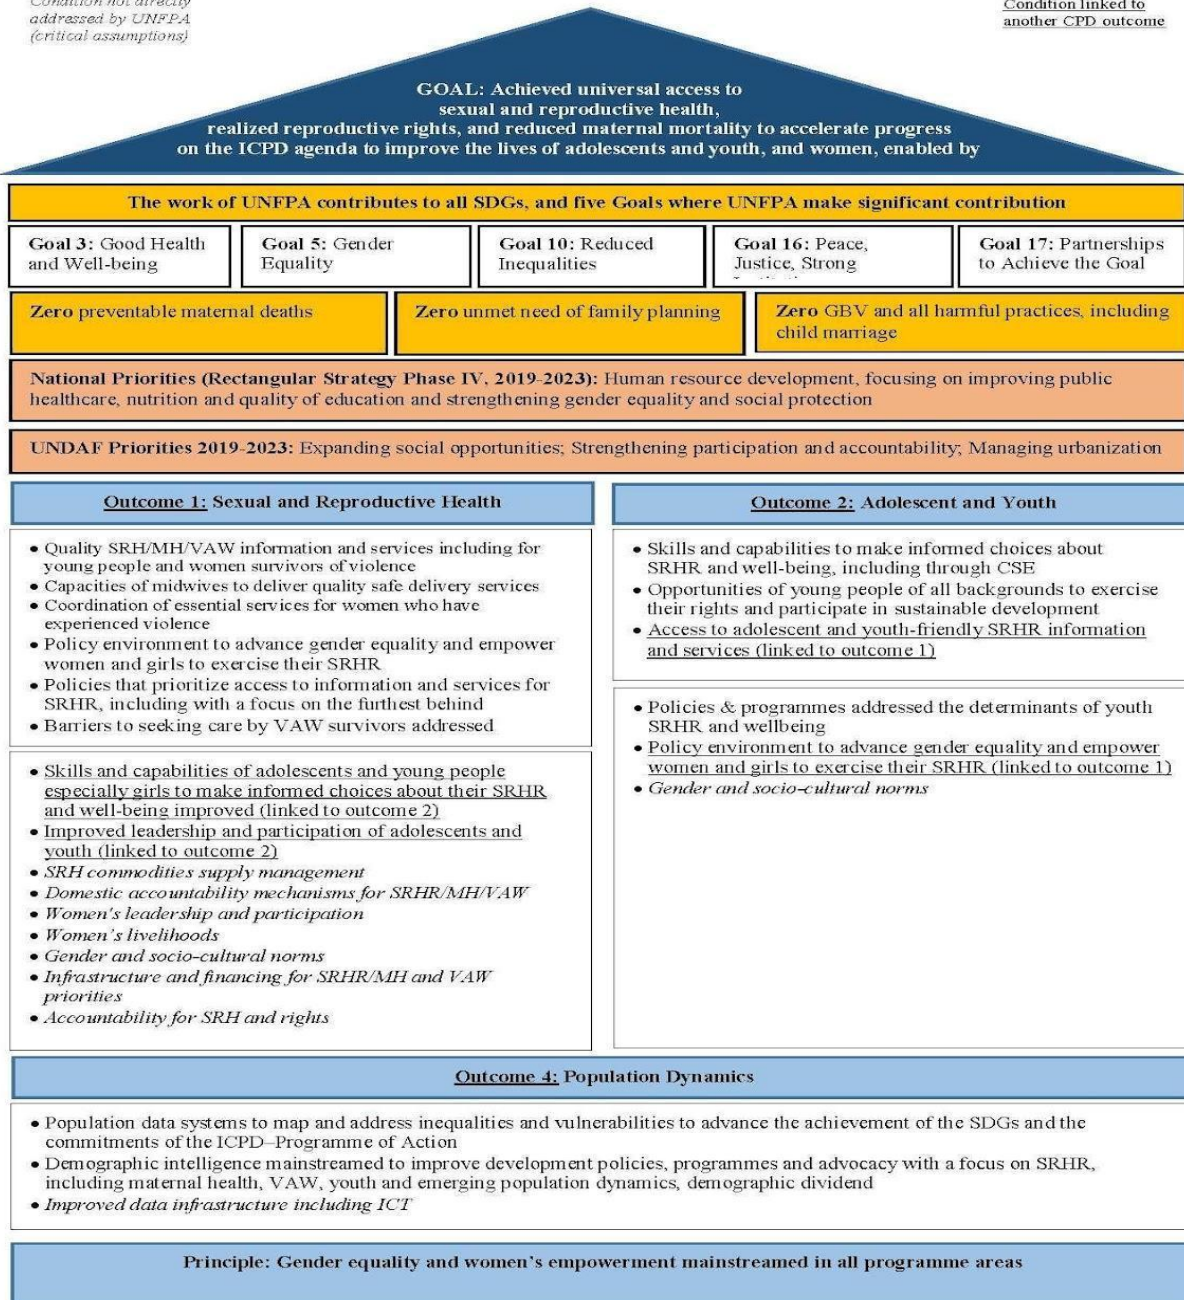 Condition not directly
addressed by UNFPA
(critical assumptions)
Condition linked to
another CPD outcome
GOAL: Achieved universal access to
sexual and reproductive health,
realized reproductive rights, and reduced maternal mortality to accelerate progress
on the ICPD agenda to improve the lives of adolescents and youth, and women, enabled by
The work of UNFPA contributes to all SDGs, and five Goals where UNFPA make significant contribution
Goal 3: Good Health
and Well-being
Goal 5: Gender
Equality
Goal 10: Reduced
Inequalities
Goal 16: Peace,
Justice, Strong
Goal 17: Partnerships
to Achieve the Goal
Zero preventable maternal deaths
Zero unmet need of family planning
Zero GBV and all harmful practices, including
child marriage
National Priorities (Rectangular Strategy Phase IV, 2019-2023): Human resource development, focusing on improving public
healthcare, nutrition and quality of education and strengthening gender equality and social protection
UNDAF Priorities 2019-2023: Expanding social opportunities; Strengthening participation and accountability; Managing urbanization
Outcome 1: Sexual and Reproductive Health
• Quality SRH/MH/VAW information and services including for
young people and women survivors of violence
• Capacities of midwives to deliver quality safe delivery services
• Coordination of essential services for women who have
experienced violence
• Policy environment to advance gender equality and empower
women and girls to exercise their SRHR
• Policies that prioritize access to information and services for
SRHR, including with a focus on the furthest behind
• Barriers to seeking care by VAW survivors addressed
• Skills and capabilities of adolescents and young people
especially girls to make informed choices about their SRHR
and well-being improved (linked to outcome 2)
• Improved leadership and participation of adolescents and
youth (linked to outcome 2)
• SRH commodities supply management
• Domestic accountability mechanisms for SRHR/MH/VAW
• Women's leadership and participation
• Women's livelihoods
• Gender and socio-cultural norms
• Infrastructure and financing for SRHR/MH and VAW
priorities
• Accountability for SRH and rights
Outcome 2: Adolescent and Youth
• Skills and capabilities to make informed choices about
SRHR and well-being, including through CSE
• Opportunities of young people of all backgrounds to exercise
their rights and participate in sustainable development
• Access to adolescent and youth-friendly SRHR information
and services (linked to outcome 1)
• Policies & programmes addressed the determinants of youth
SRHR and wellbeing
• Policy environment to advance gender equality and empower
women and girls to exercise their SRHR (linked to outcome 1)
• Gender and socio-cultural norms
Outcome 4: Population Dynamics
• Population data systems to map and address inequalities and vulnerabilities to advance the achievement of the SDGs and the
commitments of the ICPD–Programme of Action
• Demographic intelligence mainstreamed to improve development policies, programmes and advocacy with a focus on SRHR,
including maternal health, VAW, youth and emerging population dynamics, demographic dividend
• Improved data infrastructure including ICT
Principle: Gender equality and women's empowerment mainstreamed in all programme areas